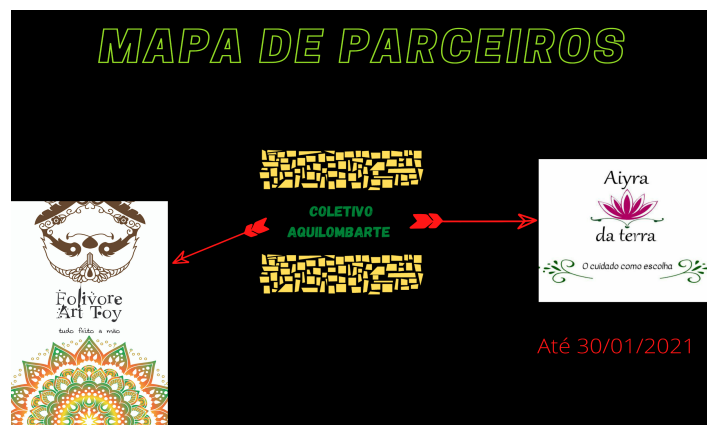 MAPA DE PARCEIROS
COLETIVO
AQUILOMBARTE
Aiyra
da terra
O cuidado como escolha
Folivore
Art Toy
tudo feito a mão
Até 30/01/2021